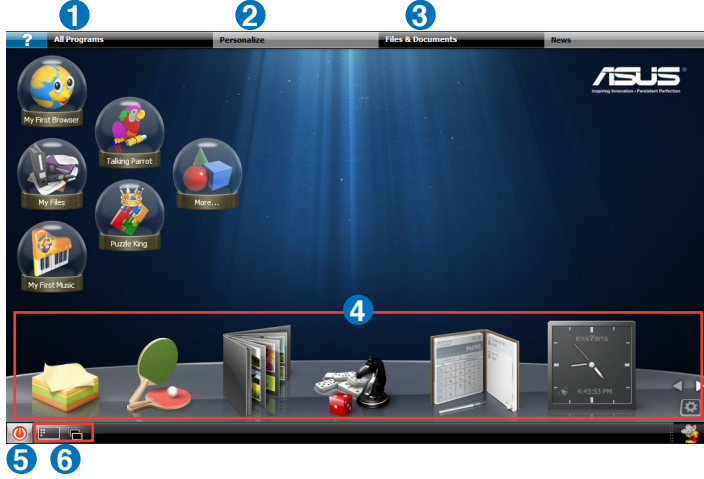 1
2
3
?
All Programs
Personalize
Files & Documents
News
ASUS
Inspiring Innovation • Persistent Perfection
My First Browser
Talking Parrot
My Files
More...
Puzzle King
My First Music
4
EASYBITS
4:43:53 PM
5
6